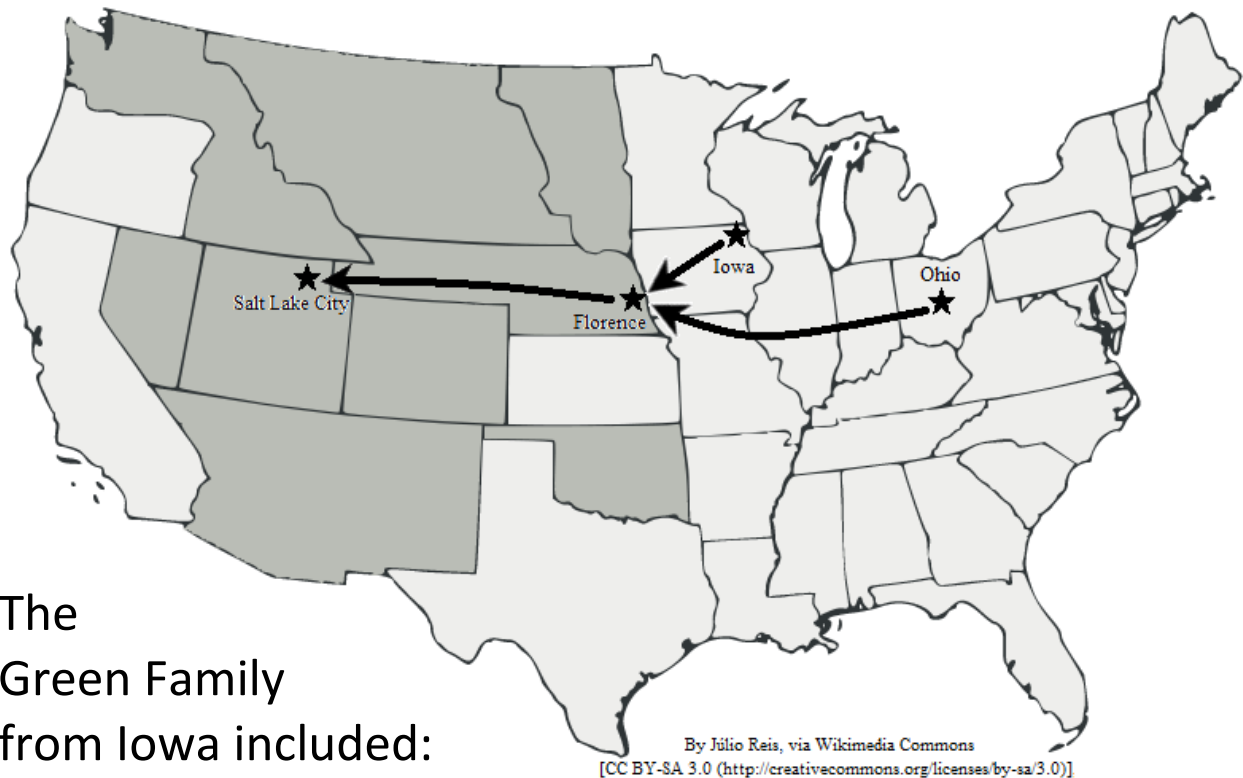 Iowa
Ohio
Salt Lake City
Florence
The
Green Family
from Iowa included:
By Júlio Reis, via Wikimedia Commons
[CC BY-SA 3.0 (http://creativecommons.org/licenses/by-sa/3.0)]